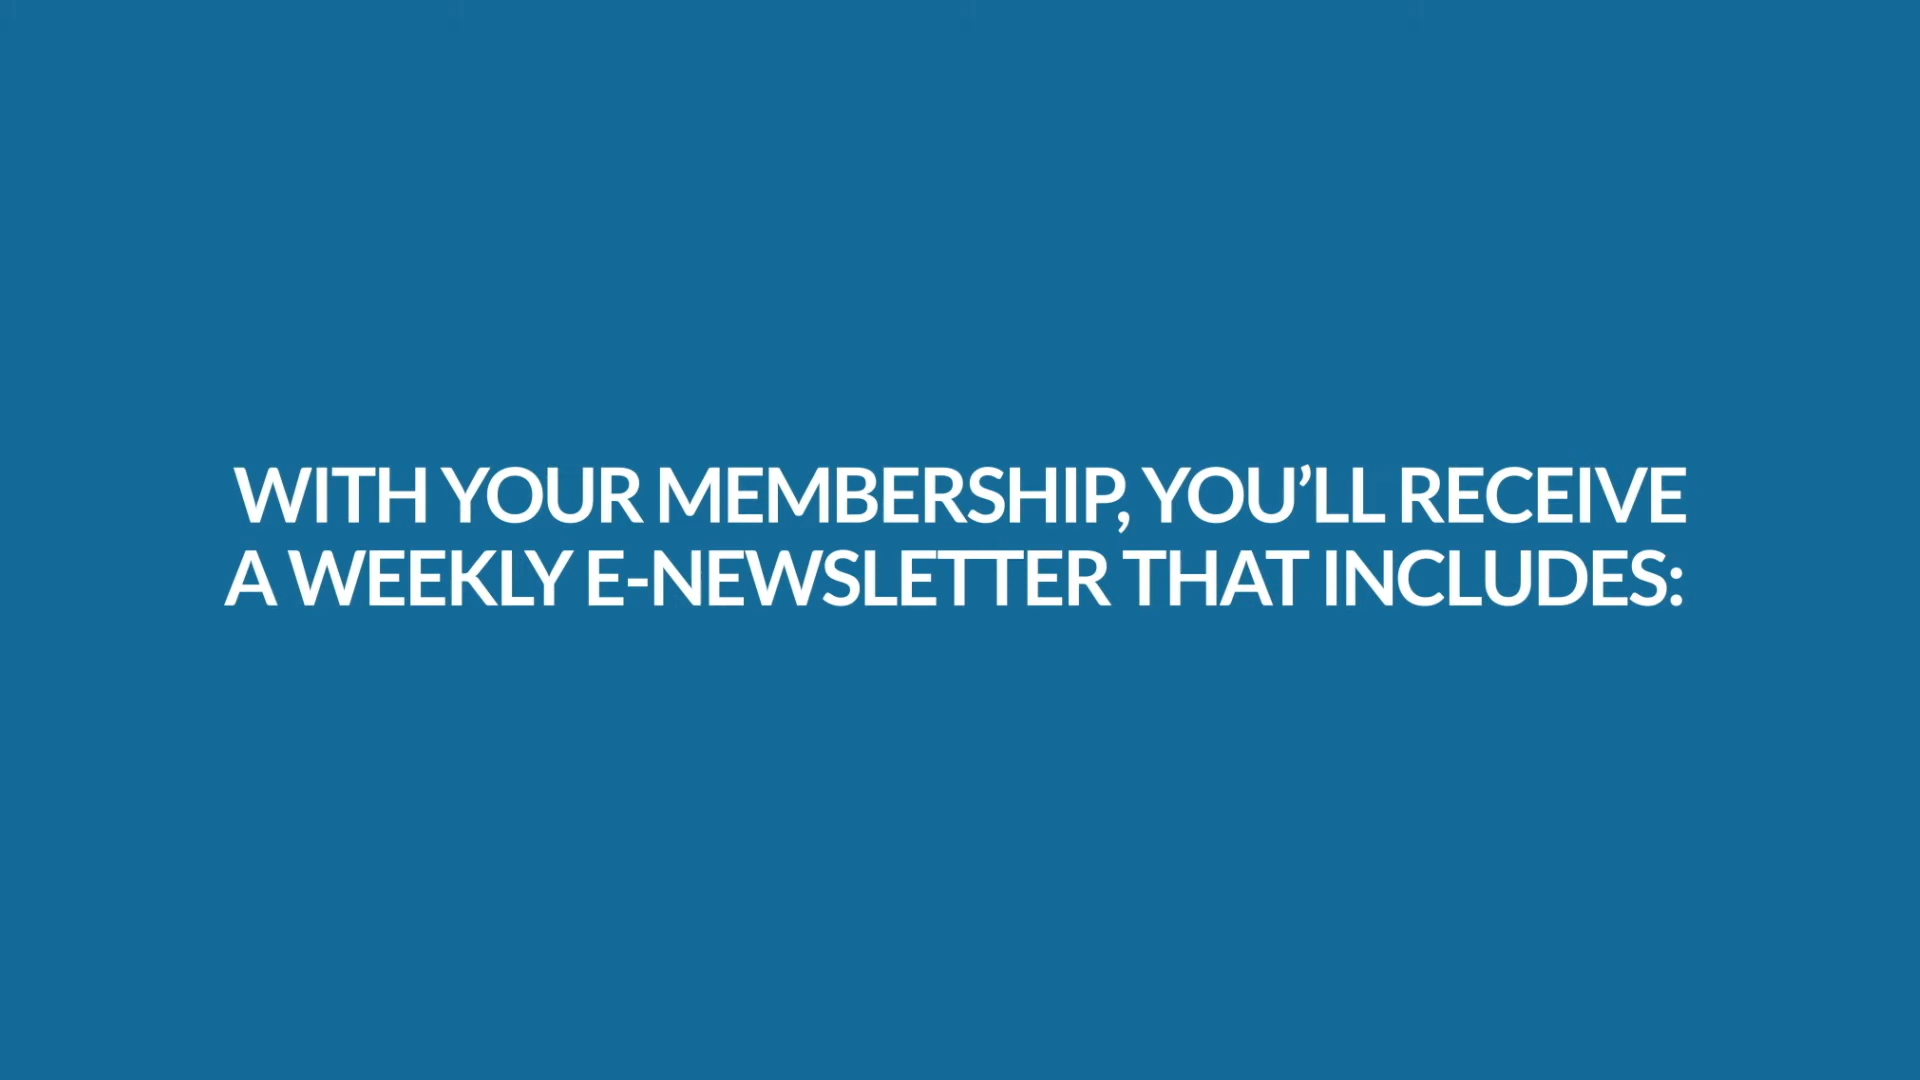 WITH YOUR MEMBERSHIP, YOU’LL RECEIVE
A WEEKLY E-NEWSLETTER THAT INCLUDES: